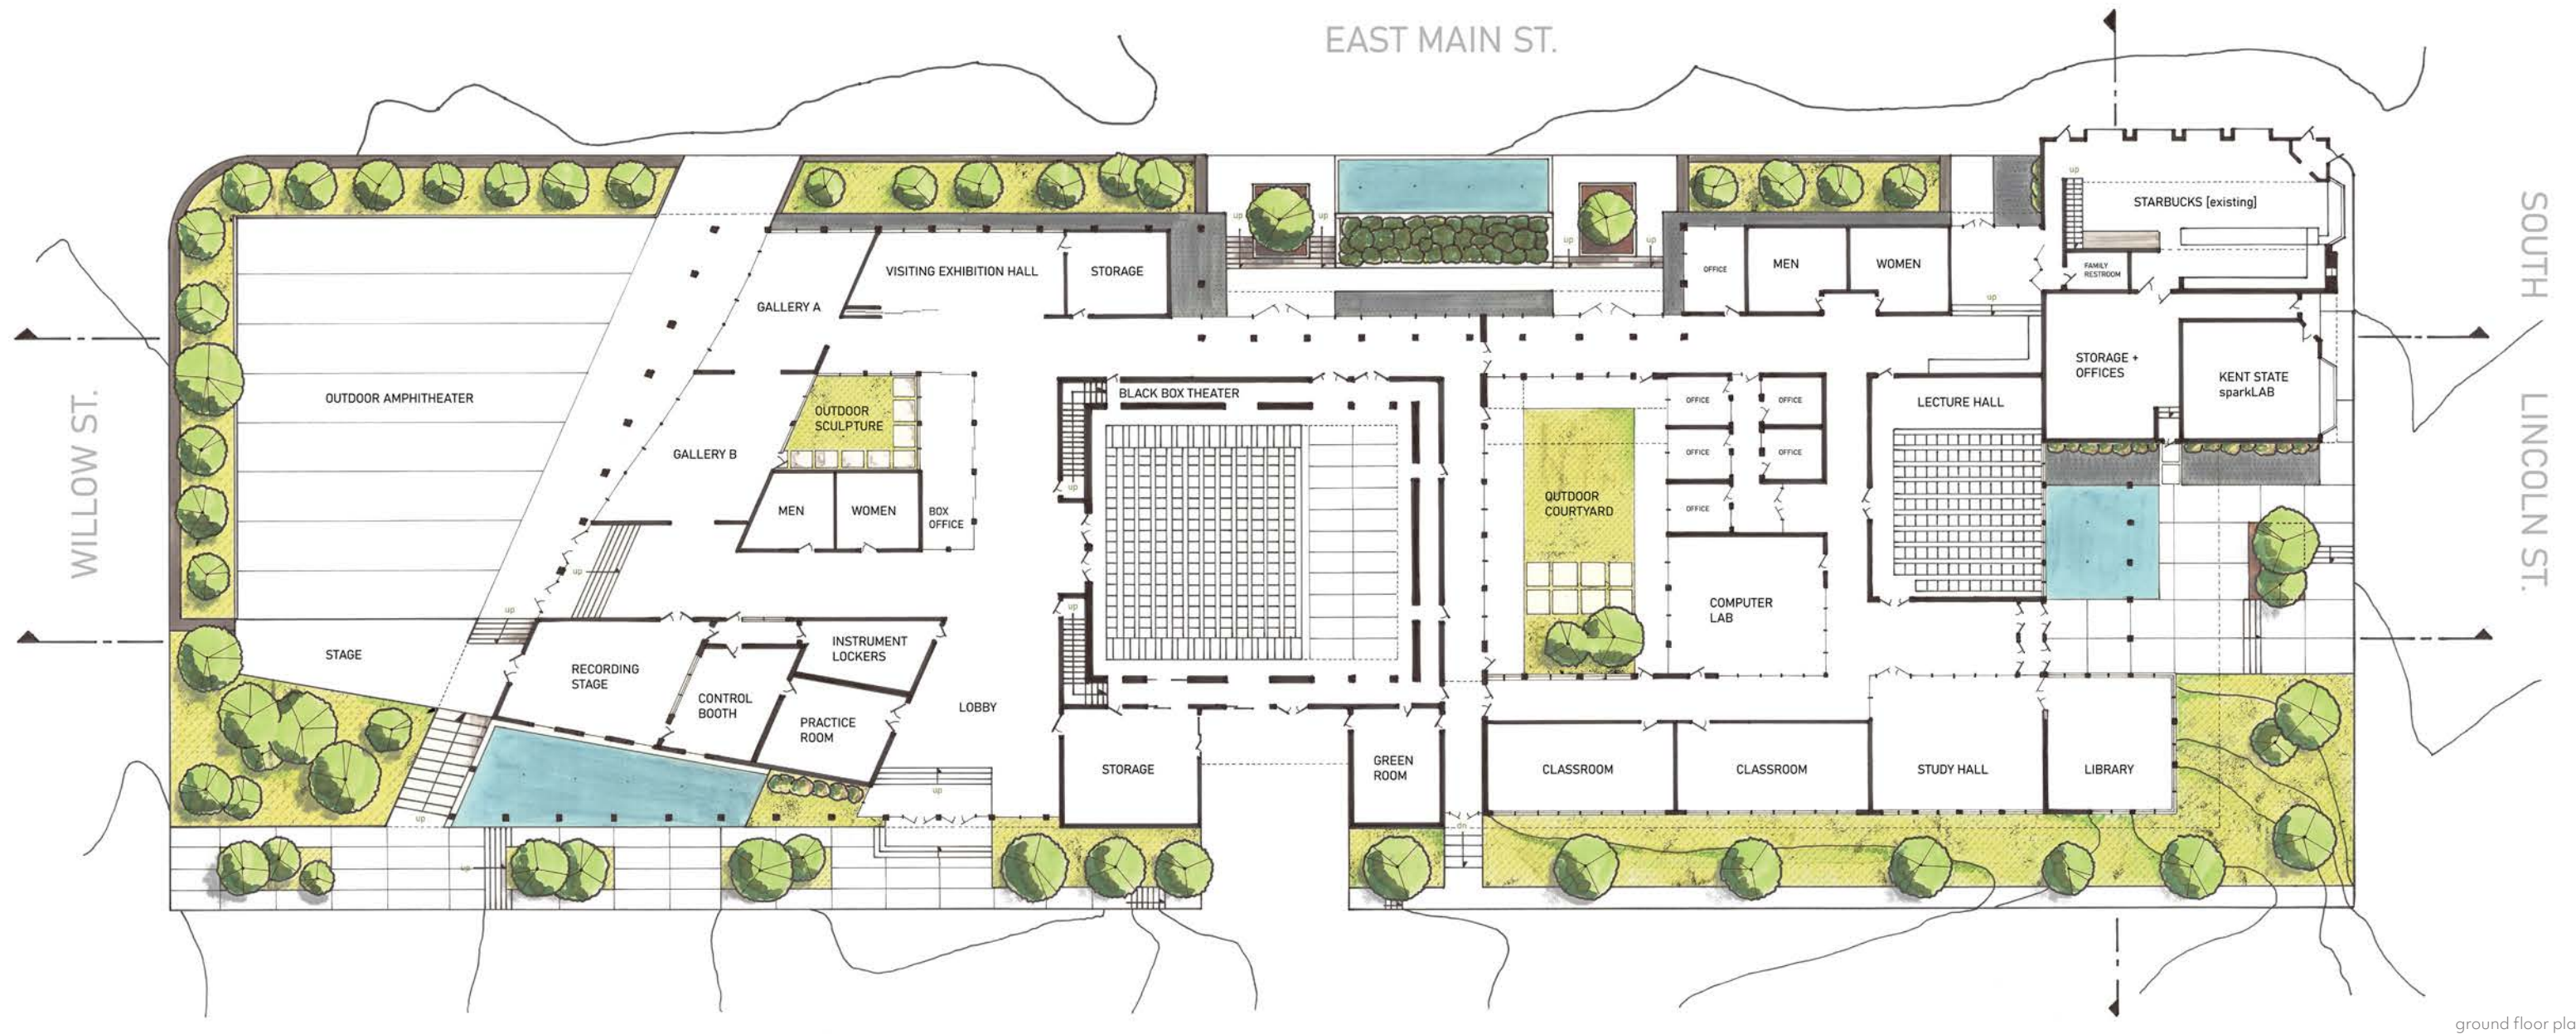 EAST MAIN ST.
WILLOW ST.
SOUTH LINCOLN ST.
up
STARBUCKS [existing]
up
up
up
up
FAMILY
RESTROOM
VISITING EXHIBITION HALL
STORAGE
OFFICE
MEN
WOMEN
up
GALLERY A
STORAGE +
OFFICES
KENT STATE
sparkLAB
OUTDOOR AMPHITHEATER
BLACK BOX THEATER
OUTDOOR
SCULPTURE
OFFICE
OFFICE
LECTURE HALL
GALLERY B
OFFICE
OFFICE
up
OUTDOOR
COURTYARD
MEN
WOMEN
BOX
OFFICE
OFFICE
up
up
up
COMPUTER
LAB
STAGE
RECORDING
STAGE
INSTRUMENT
LOCKERS
CONTROL
BOOTH
PRACTICE
ROOM
LOBBY
STORAGE
GREEN
ROOM
CLASSROOM
CLASSROOM
STUDY HALL
LIBRARY
up
up
dn
up
ground floor pla